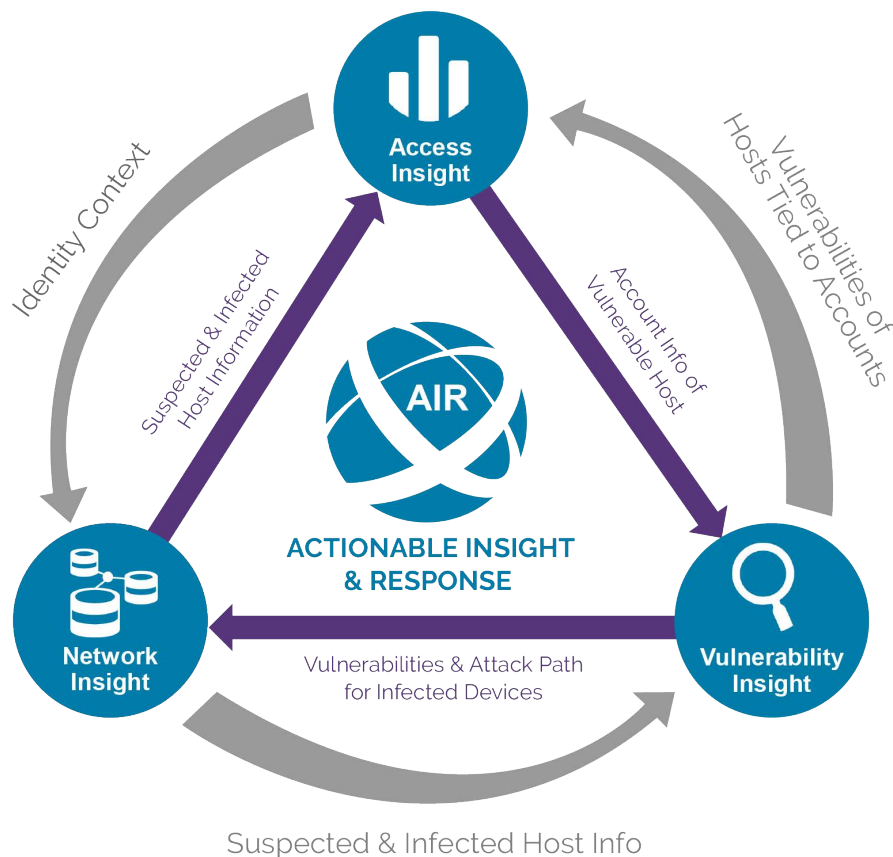 Access
Insight
Identity Context
Vulnerabilities of
Hosts Tied to Accounts
Suspected & Infected
Host Information
Account Info of
Vulnerable Host
AIR
ACTIONABLE INSIGHT
& RESPONSE
Network
Insight
Vulnerabilities & Attack Path
for Infected Devices
Vulnerability
Insight
Suspected & Infected Host Info